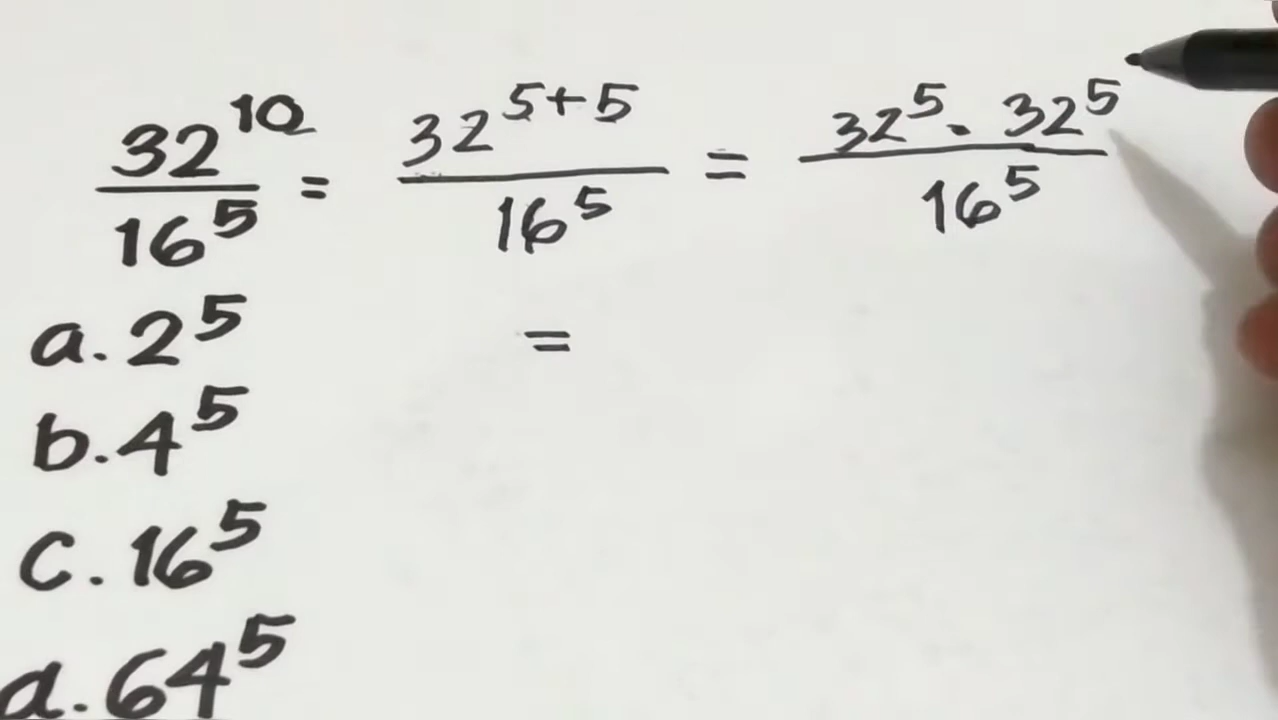 32^10 / 16^5 = 32^(5+5) / 16^5 = 32^5 . 32^5 / 16^5
a. 2^5 =
b. 4^5
c. 16^5
d. 64^5